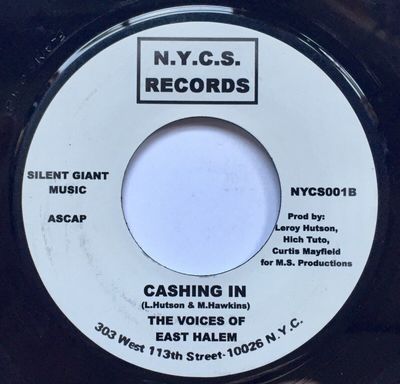 N.Y.C.S.
RECORDS
SILENT GIANT
MUSIC
ASCAP
NYCS001B
Prod by:
Leroy Hutson,
Hich Tuto,
Curtis Mayfield
for M.S. Productions
CASHING IN
(L.Hutson & M.Hawkins)
THE VOICES OF
EAST HALEM
303 West 113th Street-10026 N.Y.C.